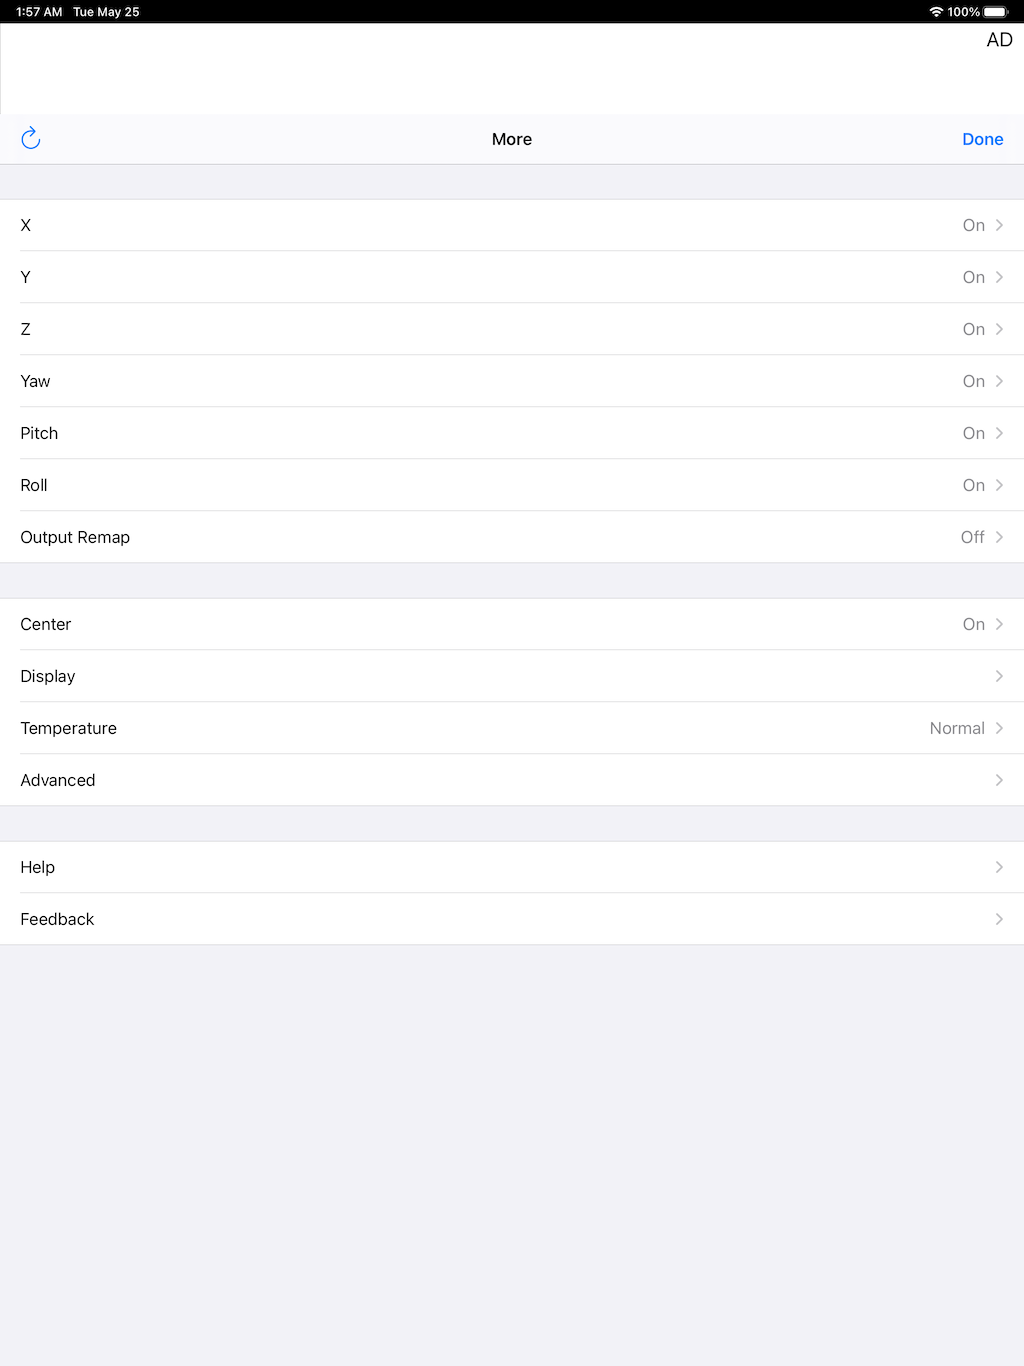 1:57 AM Tue May 25 100%
AD
More Done
X On
Y On
Z On
Yaw On
Pitch On
Roll On
Output Remap Off
Center On
Display
Temperature Normal
Advanced
Help
Feedback